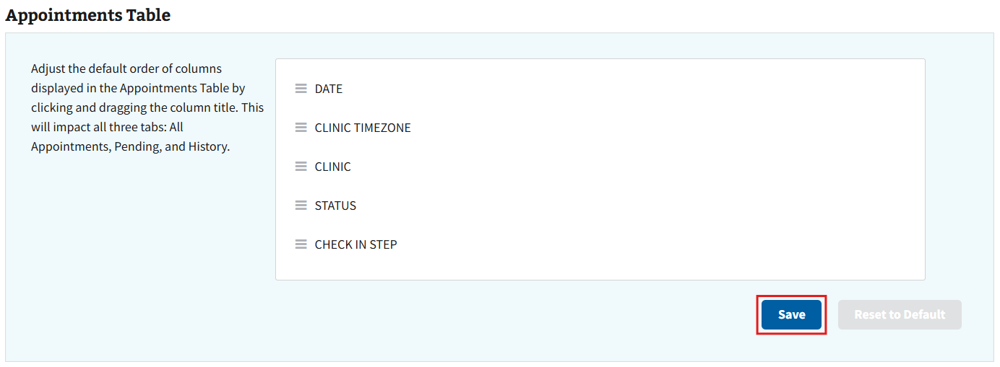 Appointments Table
Adjust the default order of columns
displayed in the Appointments Table by
clicking and dragging the column title. This
will impact all three tabs: All
Appointments, Pending, and History.
DATE
CLINIC TIMEZONE
CLINIC
STATUS
CHECK IN STEP
Save
Reset to Default